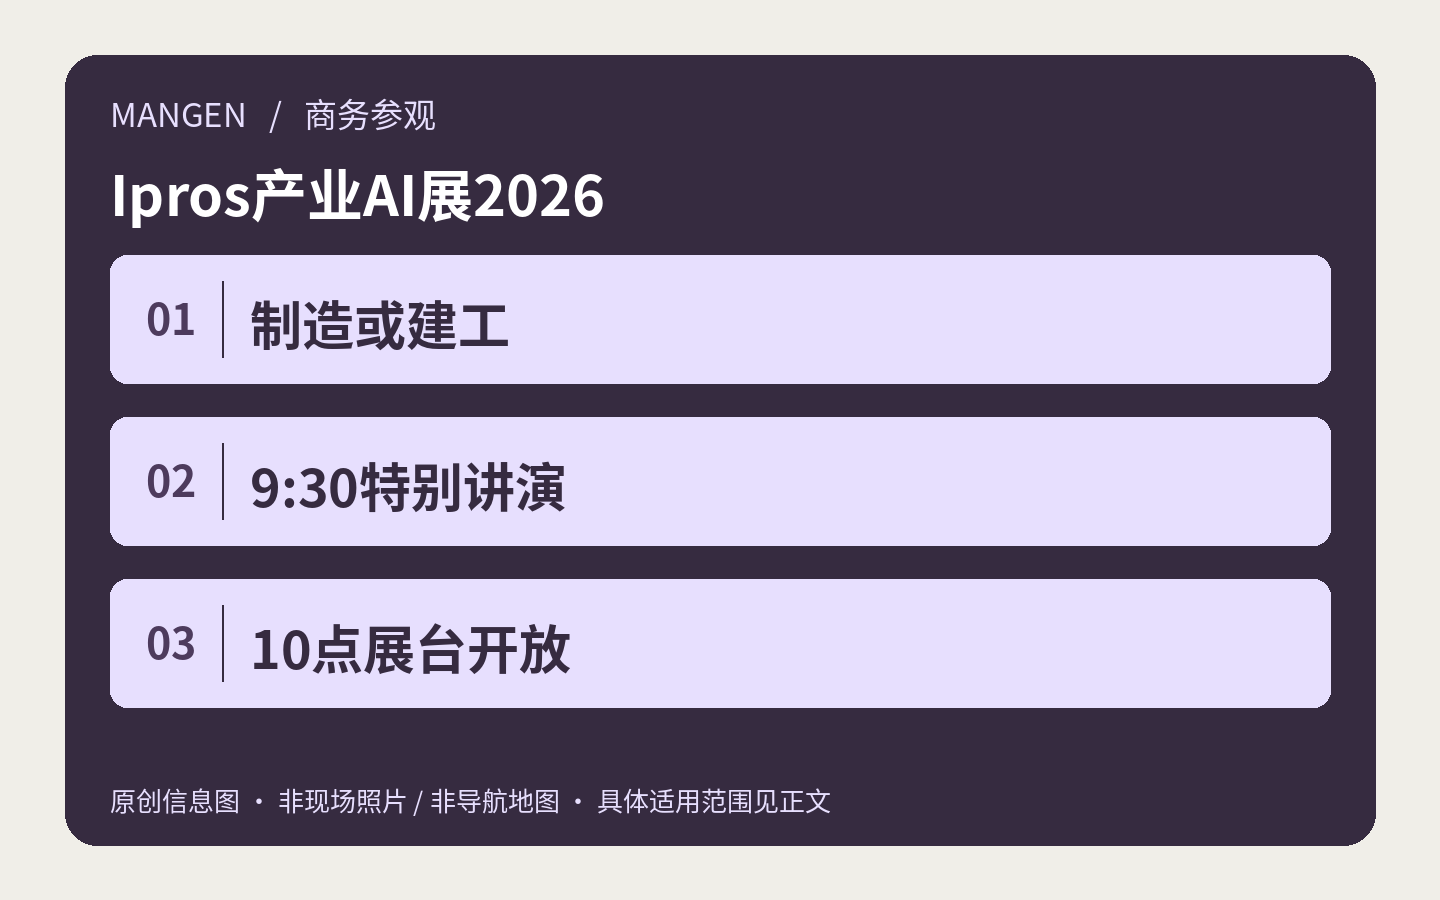 MANGEN / 商务参观
Ipros产业AI展2026
01 制造或建工
02 9:30特别讲演
03 10点展台开放
原创信息图 · 非现场照片 / 非导航地图 · 具体适用范围见正文